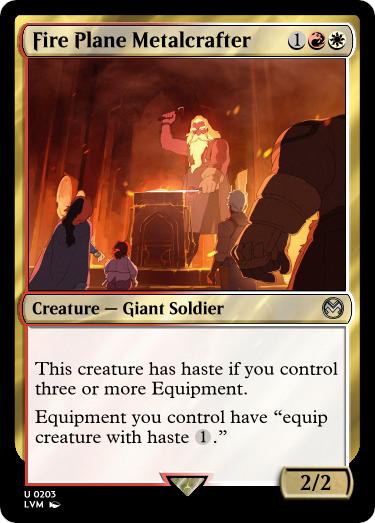 Fire Plane Metalcrafter 1
Creature — Giant Soldier
This creature has haste if you control
three or more Equipment.
Equipment you control have “equip
creature with haste 1.”
2/2
U 0203
LVM